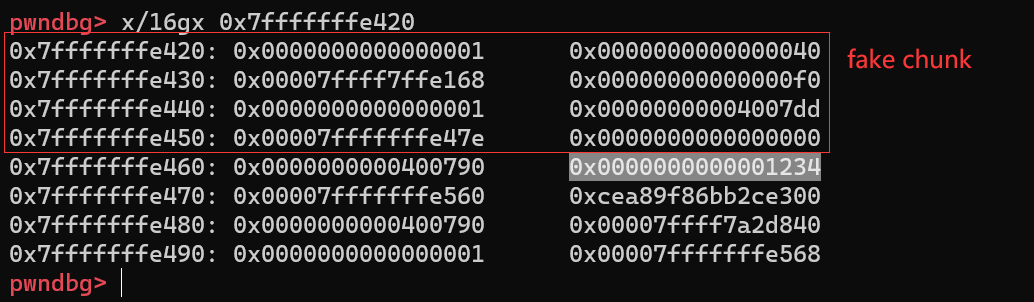 pwndbg> x/16gx 0x7fffffffe420
0x7fffffffe420: 0x0000000000000001 0x0000000000000040
fake chunk
0x7fffffffe430: 0x00007ffff7ffe168 0x00000000000000f0
0x7fffffffe440: 0x0000000000000001 0x00000000004007dd
0x7fffffffe450: 0x00007fffffffe47e 0x0000000000000000
0x7fffffffe460: 0x0000000000400790 0x0000000000001234
0x7fffffffe470: 0x00007fffffffe560 0xcea89f86bb2ce300
0x7fffffffe480: 0x0000000000400790 0x00007ffff7a2d840
0x7fffffffe490: 0x0000000000000001 0x00007fffffffe568
pwndbg>